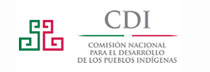 CDI
COMISIÓN NACIONAL
PARA EL DESARROLLO
DE LOS PUEBLOS INDÍGENAS